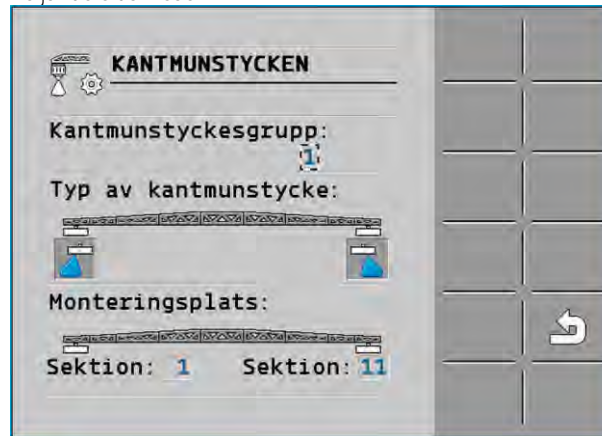 KANTMUNSTYCKEN
Kantmunstyckesgrupp:
1
Typ av kantmunstycke:
Monteringsplats:
Sektion: 1 Sektion: 11